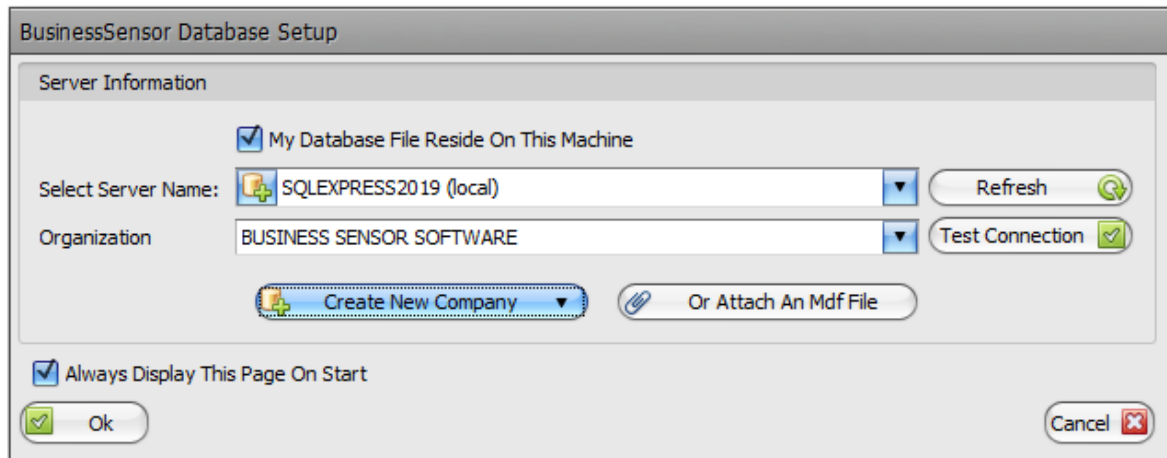 BusinessSensor Database Setup
Server Information
My Database File Reside On This Machine
Select Server Name: SQLEXPRESS2019 (local) Refresh
Organization BUSINESS SENSOR SOFTWARE Test Connection
Create New Company Or Attach An Mdf File
Always Display This Page On Start
Ok Cancel